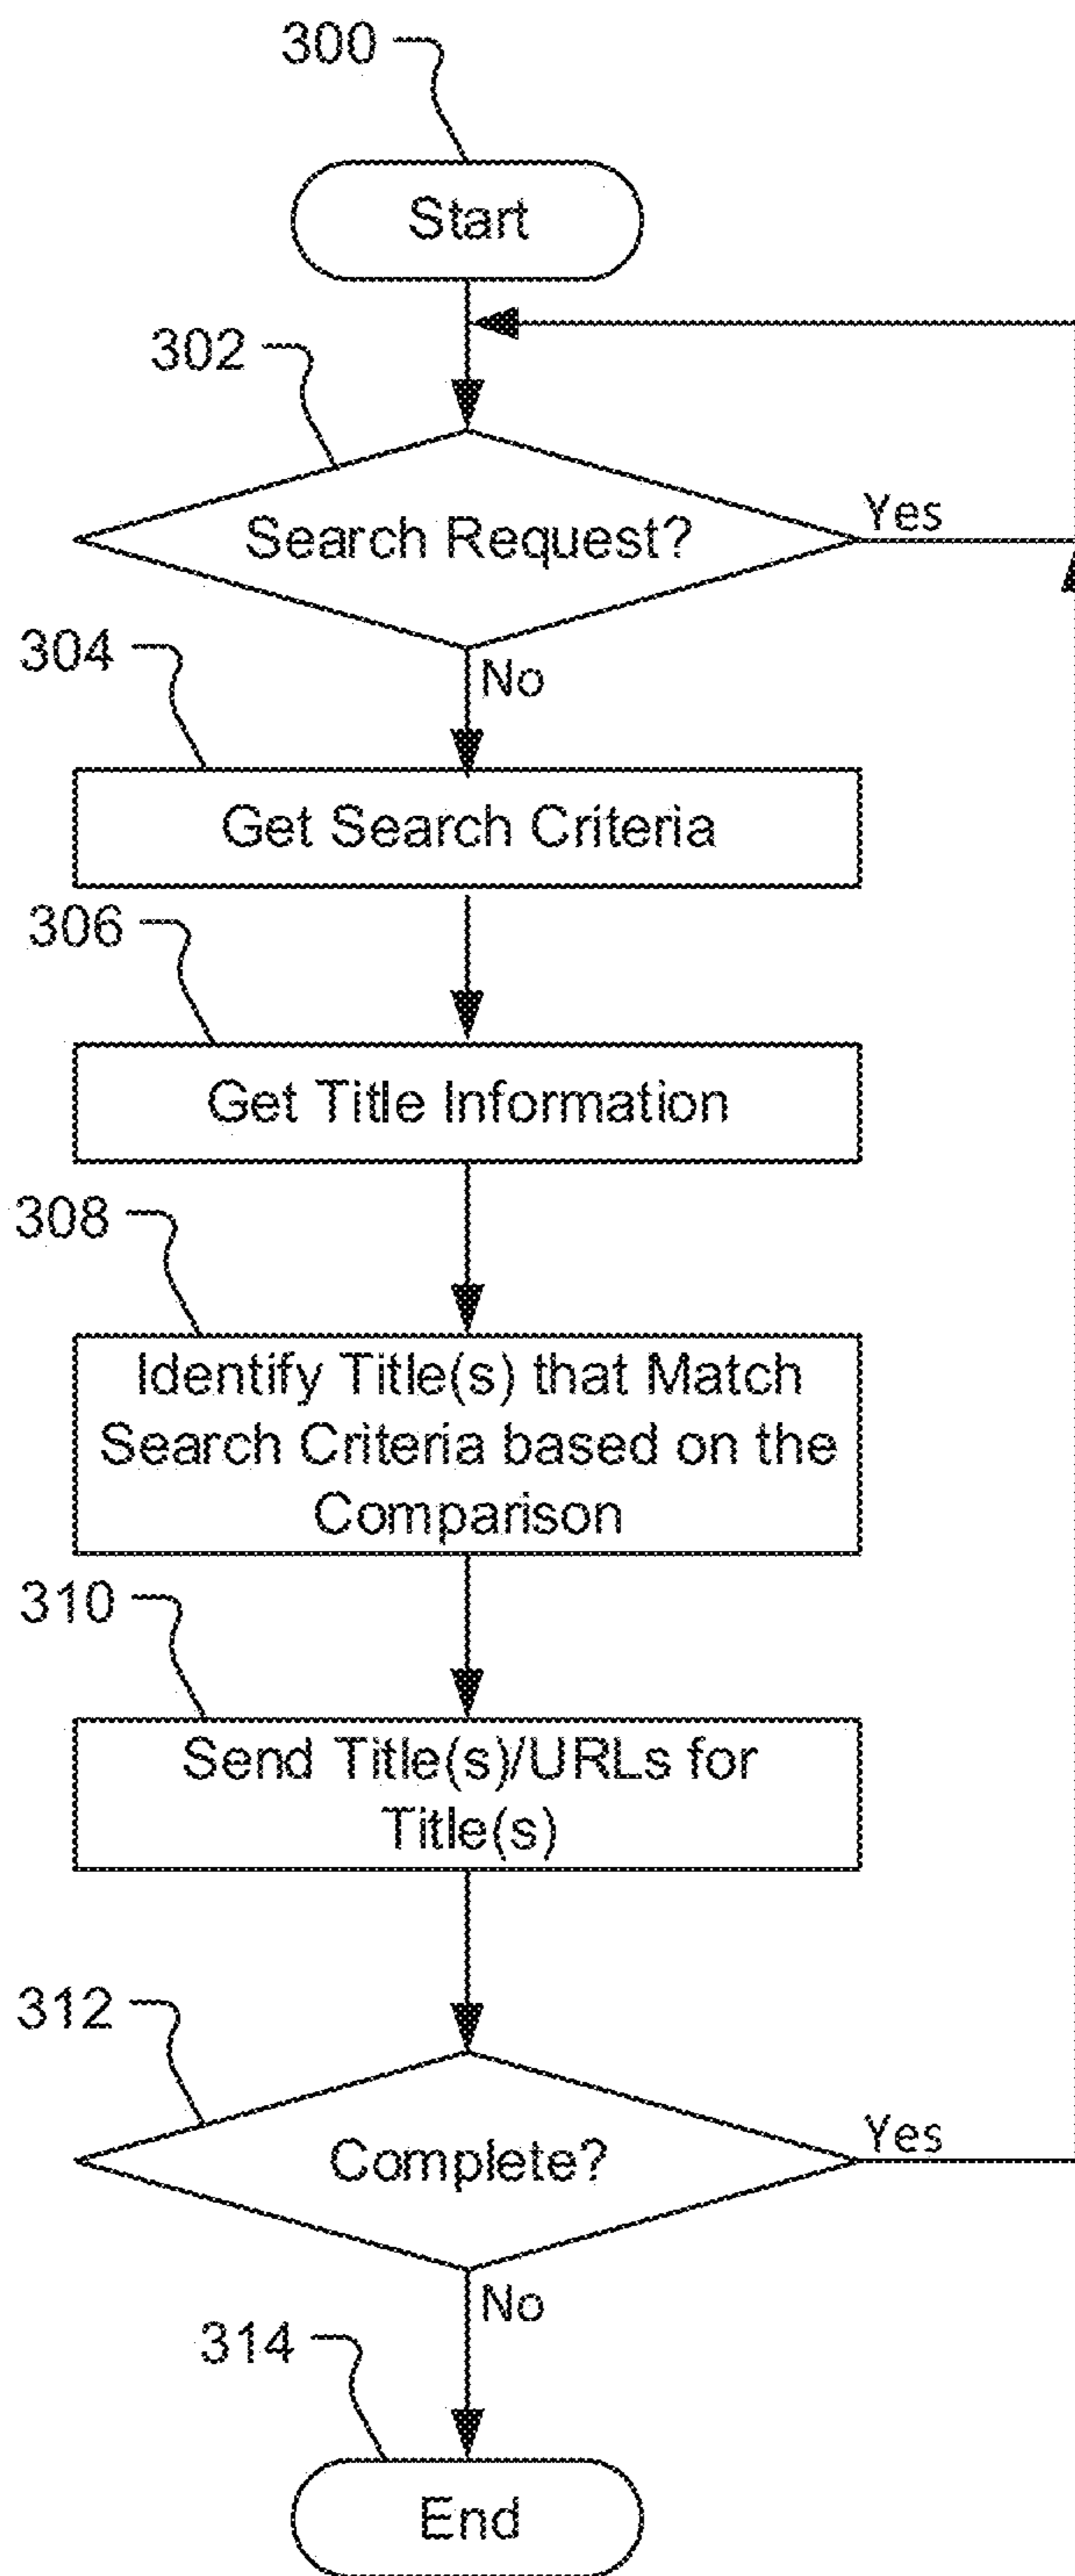 300
Start
302
Search Request?
Yes
No
304
Get Search Criteria
306
Get Title Information
308
Identify Title(s) that Match
Search Criteria based on the
Comparison
310
Send Title(s)/URLs for
Title(s)
312
Complete?
Yes
No
314
End